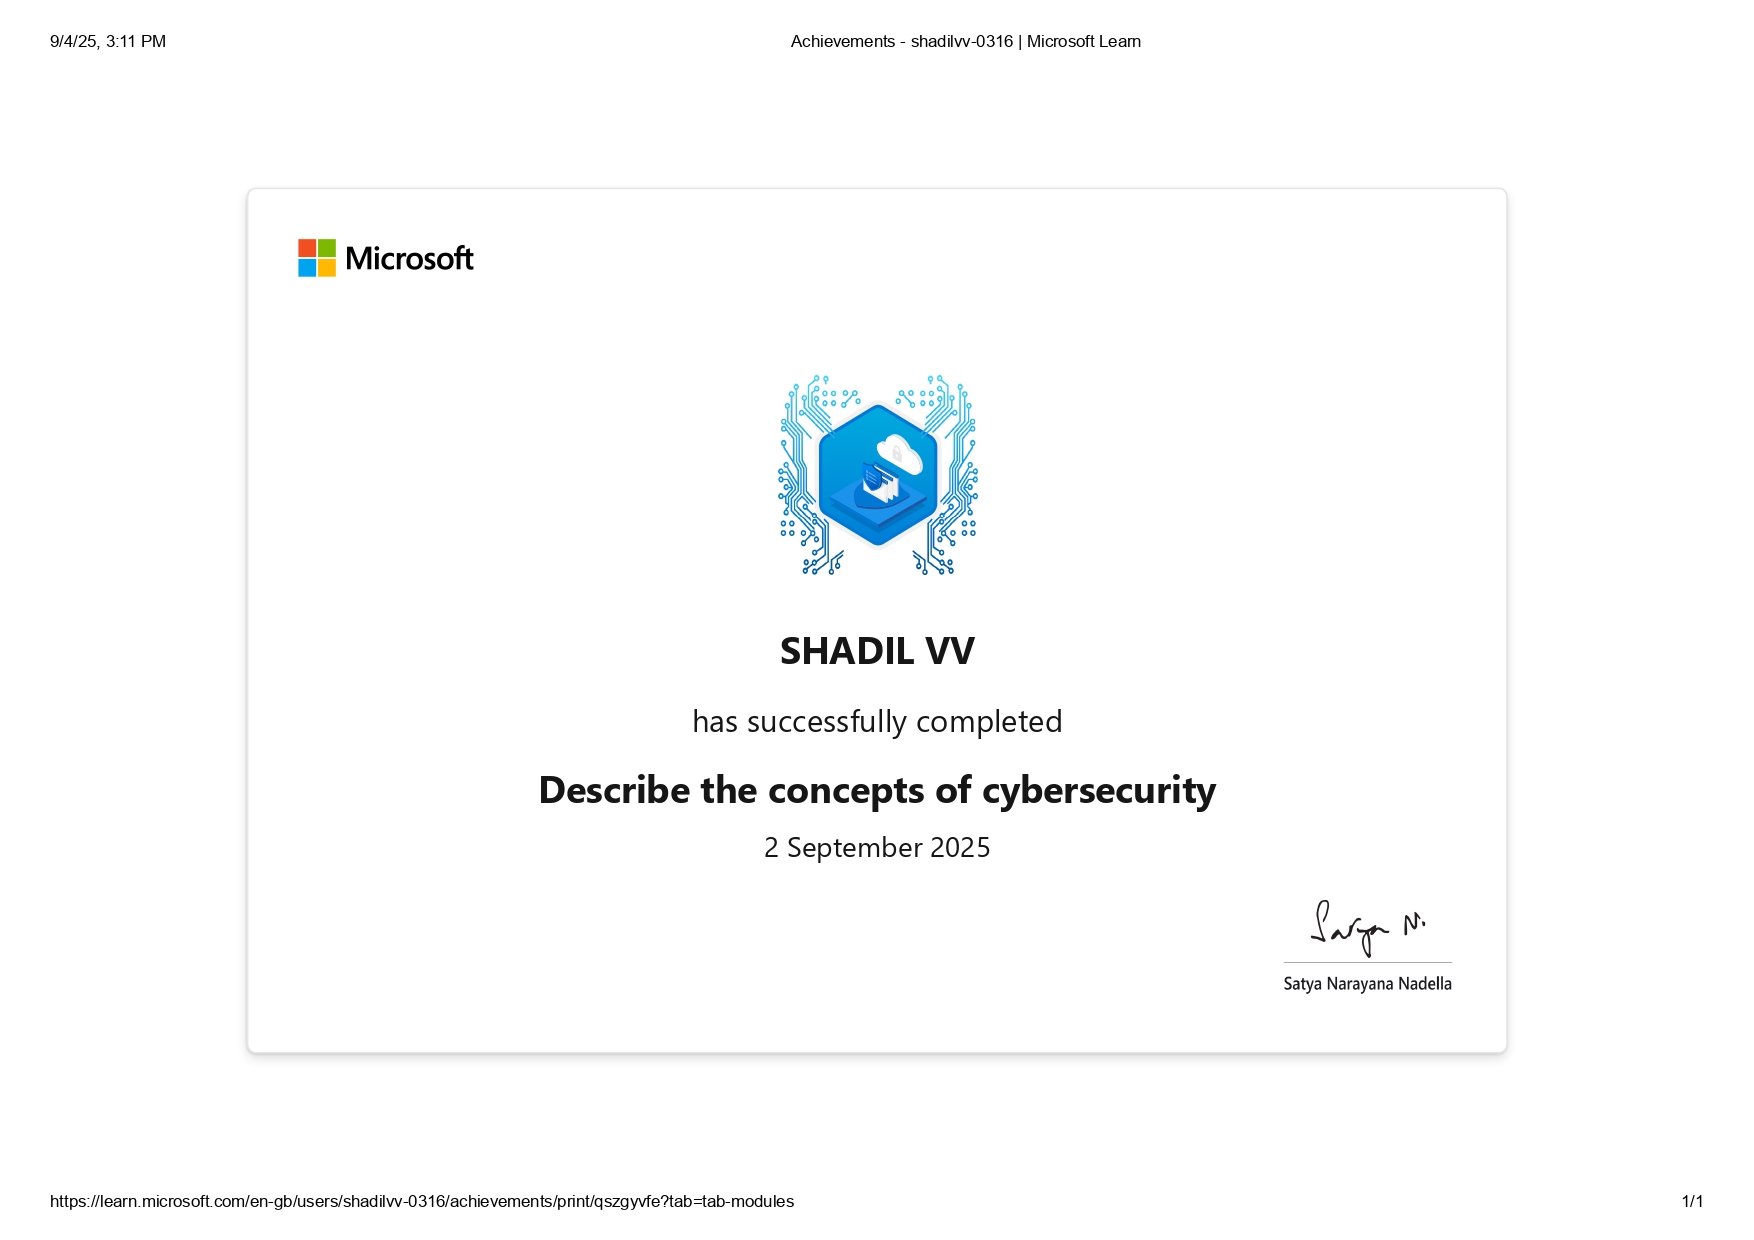 9/4/25, 3:11 PM
Achievements - shadilvv-0316 | Microsoft Learn
Microsoft
SHADIL VV
has successfully completed
Describe the concepts of cybersecurity
2 September 2025
Satya N.
Satya Narayana Nadella
https://learn.microsoft.com/en-gb/users/shadilvv-0316/achievements/print/qszgyvfe?tab=tab-modules
1/1